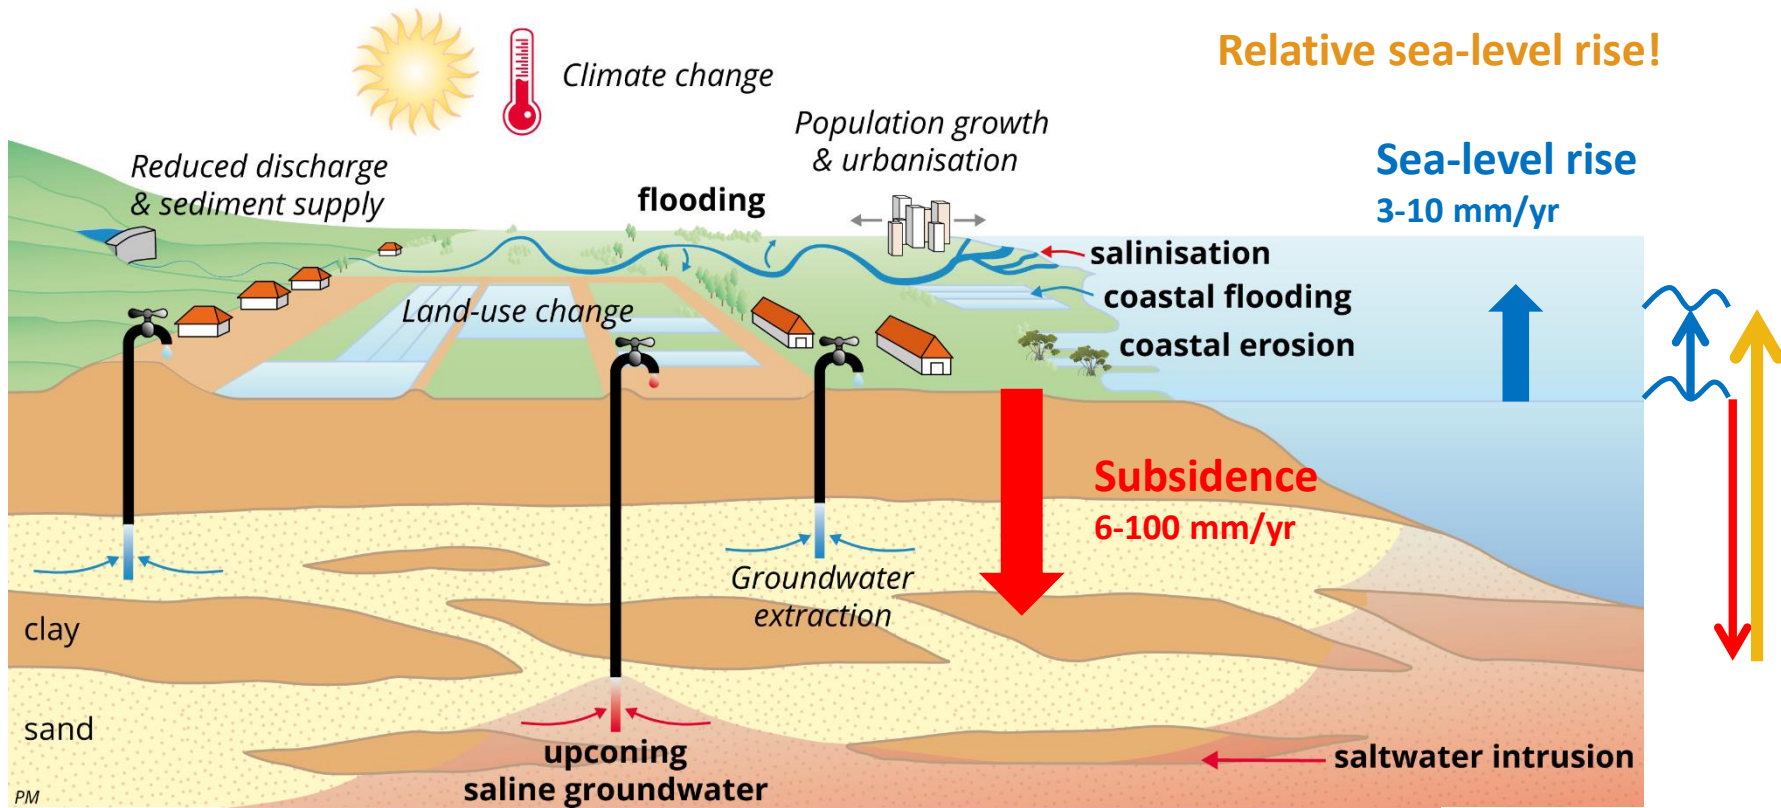 Relative sea-level rise!
Climate change
Population growth
& urbanisation
Reduced discharge
& sediment supply
flooding
Sea-level rise
3-10 mm/yr
salinisation
coastal flooding
Land-use change
coastal erosion
Subsidence
6-100 mm/yr
Groundwater
extraction
clay
sand
upconing
saline groundwater
saltwater intrusion
PM